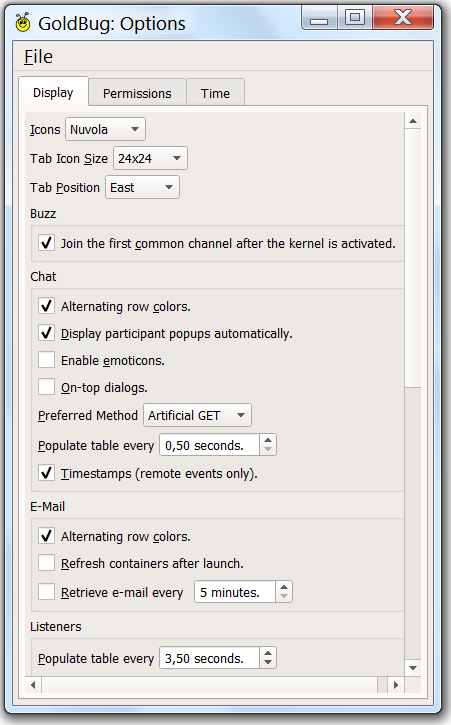 GoldBug: Options
File
Display Permissions Time
Icons Nuvola
Tab Icon Size 24x24
Tab Position East
Buzz
Join the first common channel after the kernel is activated.
Chat
Alternating row colors.
Display participant popups automatically.
Enable emoticons.
On-top dialogs.
Preferred Method Artificial GET
Populate table every 0,50 seconds.
Timestamps (remote events only).
E-Mail
Alternating row colors.
Refresh containers after launch.
Retrieve e-mail every 5 minutes.
Listeners
Populate table every 3,50 seconds.